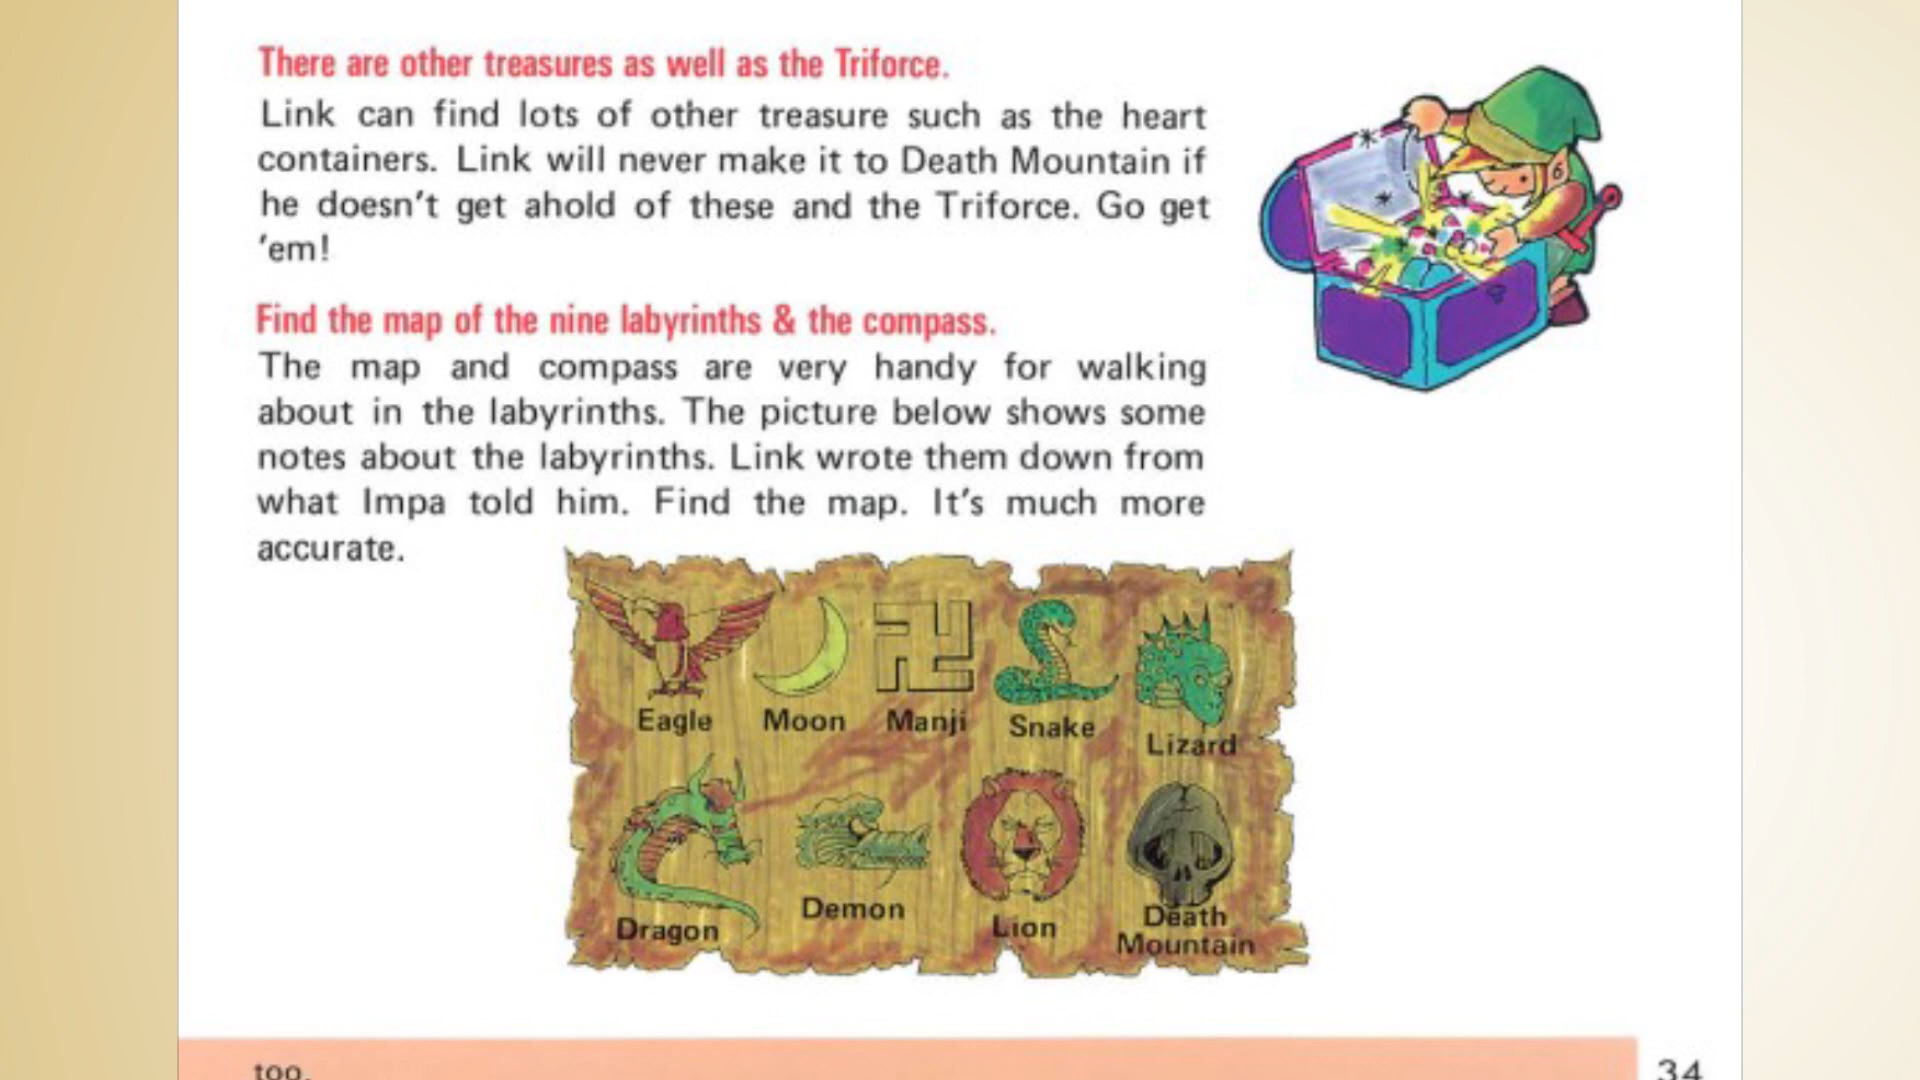 There are other treasures as well as the Triforce.
Link can find lots of other treasure such as the heart
containers. Link will never make it to Death Mountain if
he doesn't get ahold of these and the Triforce. Go get
'em!
Find the map of the nine labyrinths & the compass.
The map and compass are very handy for walking
about in the labyrinths. The picture below shows some
notes about the labyrinths. Link wrote them down from
what Impa told him. Find the map. It's much more
accurate.
Eagle
Moon
Manji
Snake
Lizard
Dragon
Demon
Lion
Death
Mountain
too.
34